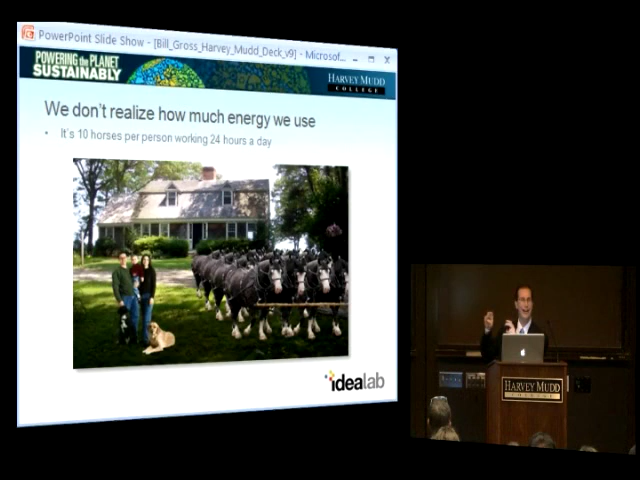 PowerPoint Slide Show - [Bill_Gross_Harvey_Mudd_Deck_v9] - Microsof...
POWERING the PLANET
SUSTAINABLY
HARVEY MUDD
COLLEGE
We don't realize how much energy we use
• It's 10 horses per person working 24 hours a day
idealab
HARVEY MUDD
COLLEGE